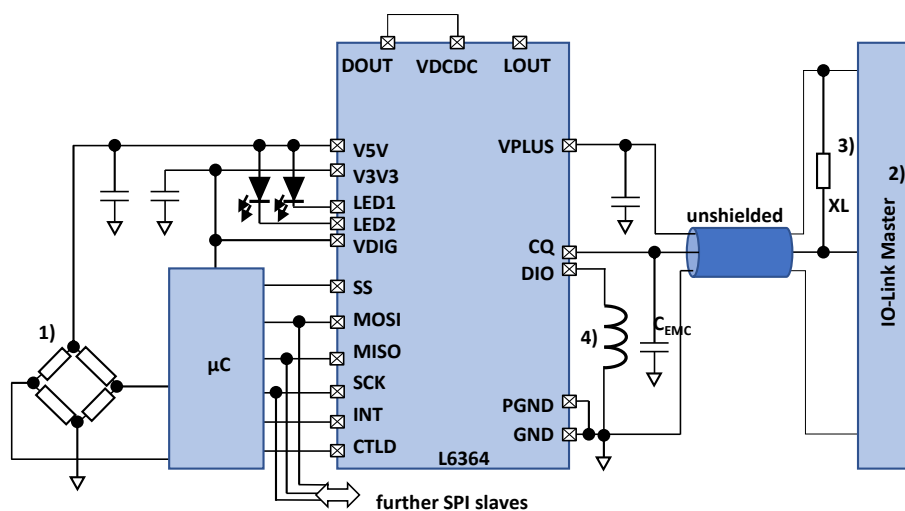 DOUT
VDCDC
LOUT
V5V
VPLUS
3)
V3V3
2)
LED1
XL
LED2
unshielded
VDIG
CQ
IO-Link Master
DIO
SS
1)
MOSI
4)
C_EMC
MISO
µC
SCK
PGND
INT
GND
CTLD
L6364
further SPI slaves